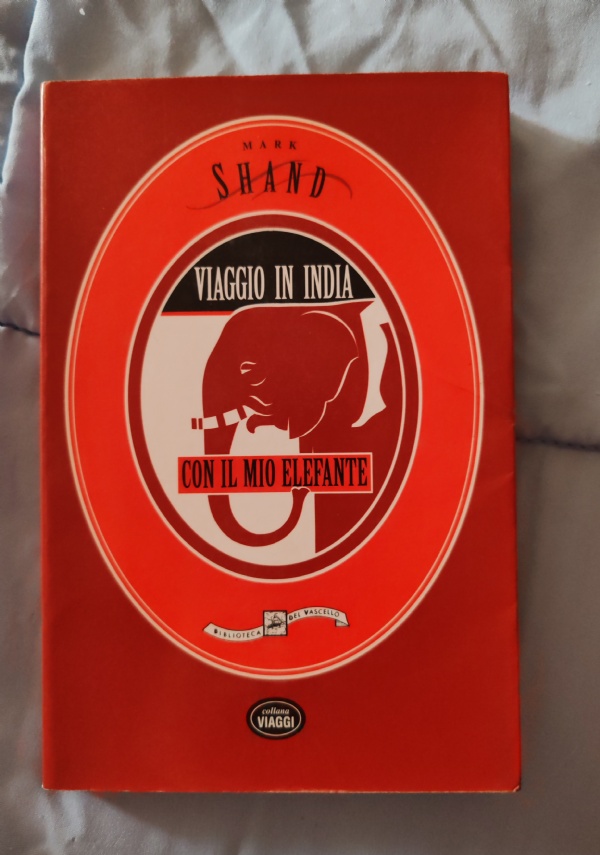 MARK
SHAND
VIAGGIO IN INDIA
CON IL MIO ELEFANTE
BIBLIOTECA DEL VASCELLO
collana
VIAGGI